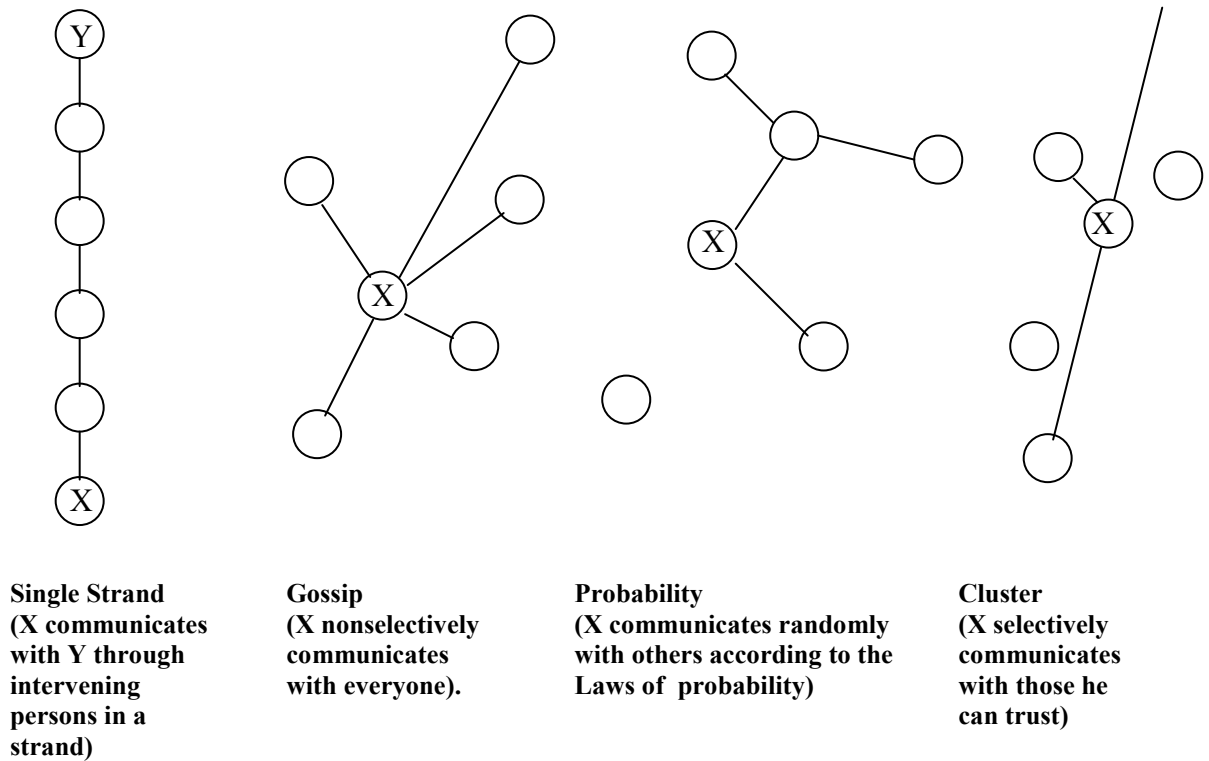 Y
X
X
X
X
Single Strand
(X communicates
with Y through
intervening
persons in a
strand)
Gossip
(X nonselectively
communicates
with everyone).
Probability
(X communicates randomly
with others according to the
Laws of probability)
Cluster
(X selectively
communicates
with those he
can trust)